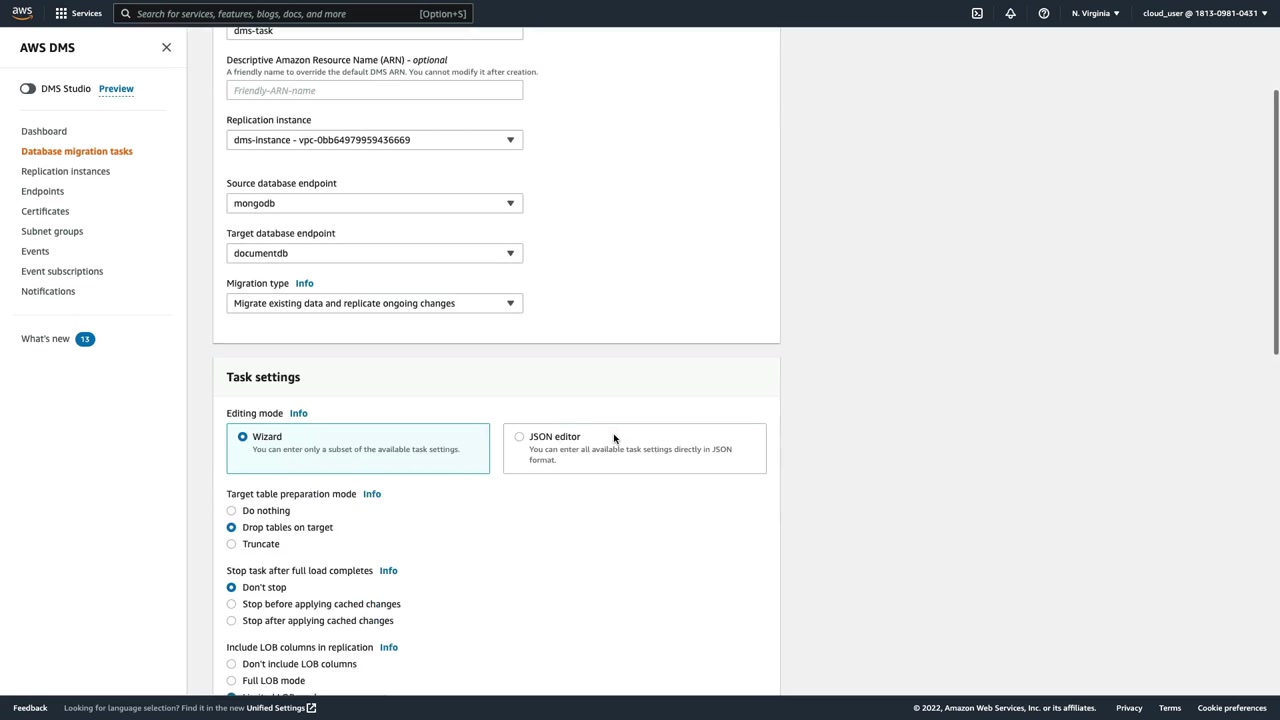 aws
Services
Search for services, features, blogs, docs, and more
[Option+S]
N. Virginia
cloud_user @ 1813-0981-0431
AWS DMS
DMS Studio Preview
Dashboard
Database migration tasks
Replication instances
Endpoints
Certificates
Subnet groups
Events
Event subscriptions
Notifications
What's new 13
dms-task
Descriptive Amazon Resource Name (ARN) - optional
A friendly name to override the default DMS ARN. You cannot modify it after creation.
Friendly-ARN-name
Replication instance
dms-instance - vpc-0bb64979959436669
Source database endpoint
mongodb
Target database endpoint
documentdb
Migration type Info
Migrate existing data and replicate ongoing changes
Task settings
Editing mode Info
Wizard
You can enter only a subset of the available task settings.
JSON editor
You can enter all available task settings directly in JSON
format.
Target table preparation mode Info
Do nothing
Drop tables on target
Truncate
Stop task after full load completes Info
Don't stop
Stop before applying cached changes
Stop after applying cached changes
Include LOB columns in replication Info
Don't include LOB columns
Full LOB mode
Feedback
Looking for language selection? Find it in the new Unified Settings
© 2022, Amazon Web Services, Inc. or its affiliates.
Privacy
Terms
Cookie preferences